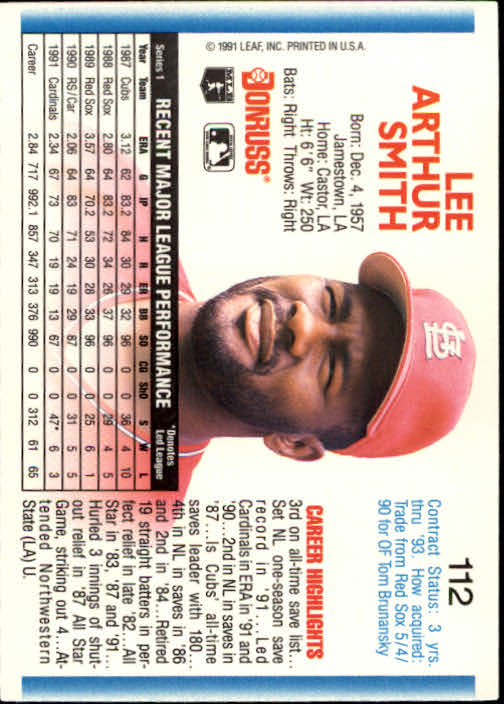 112
LEE
ARTHUR
SMITH
Born: Dec. 4, 1957
Jamestown, LA
Home: Castor, LA
Ht: 6'6" Wt: 250
Bats: Right Throws: Right
DONRUSS®
© 1991 LEAF, INC. PRINTED IN U.S.A.
Contract Status: 3 yrs.
thru '93. How acquired:
Trade from Red Sox 5/4/
90 for OF Tom Brunansky
CAREER HIGHLIGHTS
3rd on all-time save list...
Set NL one-season save
record in '91...Led
Cardinals in ERA in '91 and
'90...2nd in NL in saves in
'87...Is Cubs' all-time
saves leader with 180...
4th in NL in saves in '86
and 2nd in '84...Retired
19 straight batters in per-
fect relief in late '82...All
Star in '83, '87 and '91...
Hurled 3 innings of shut-
out relief in '87 All Star
Game, striking out 4...At-
tended Northwestern
State (LA) U.
Series 1 RECENT MAJOR LEAGUE PERFORMANCE *Denotes
Led League
Year Team ERA G IP H R ER BB SO CG ShO S W L
1987 Cubs 3.12 62 83.2 84 30 29 32 96 0 0 36 4 10
1988 Red Sox 2.80 64 83.2 72 34 26 37 96 0 0 29 4 5
1989 Red Sox 3.57 64 70.2 53 30 28 33 96 0 0 25 6 1
1990 RS/Car 2.06 64 83 71 24 19 29 87 0 0 31 5 5
1991 Cardinals 2.34 67 73 70 19 19 13 67 0 0 47* 6 3
Career 2.84 717 992.1 857 347 313 376 990 0 0 312 61 65